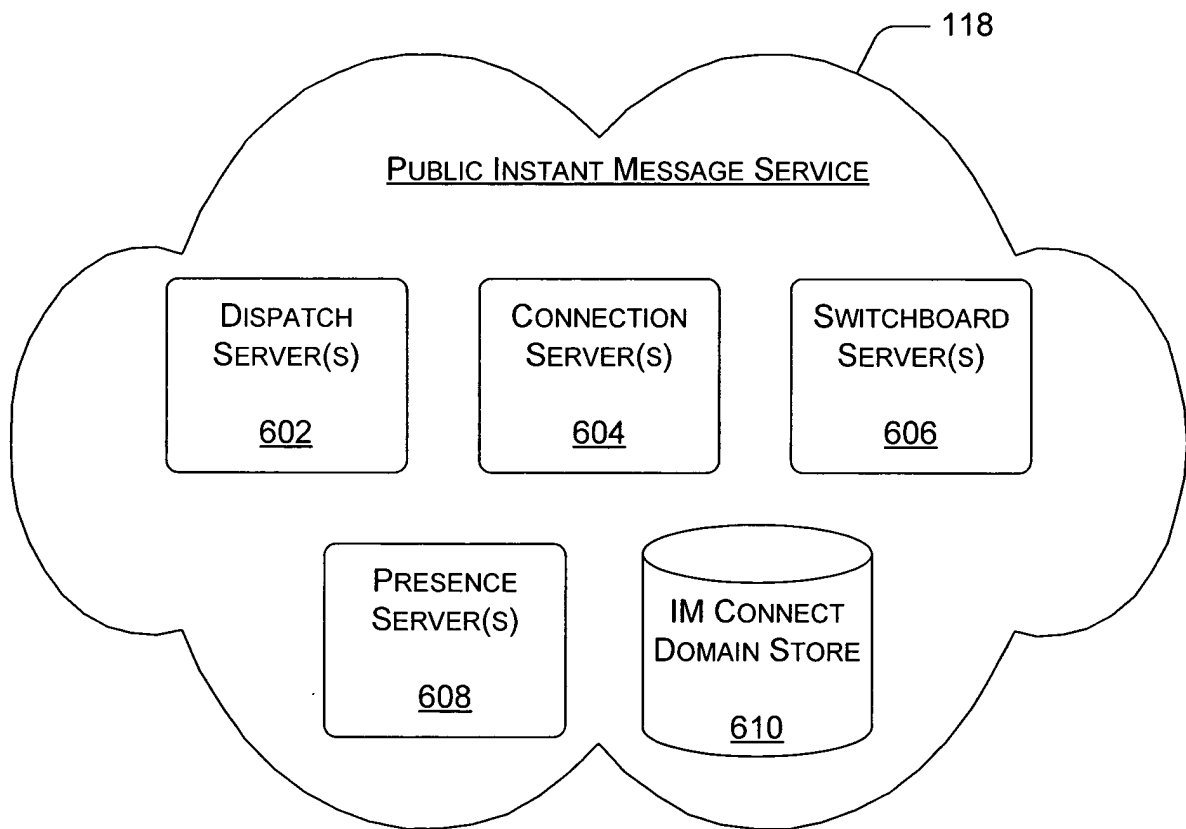 118
PUBLIC INSTANT MESSAGE SERVICE
DISPATCH
SERVER(S)
602
CONNECTION
SERVER(S)
604
SWITCHBOARD
SERVER(S)
606
PRESENCE
SERVER(S)
608
IM CONNECT
DOMAIN STORE
610